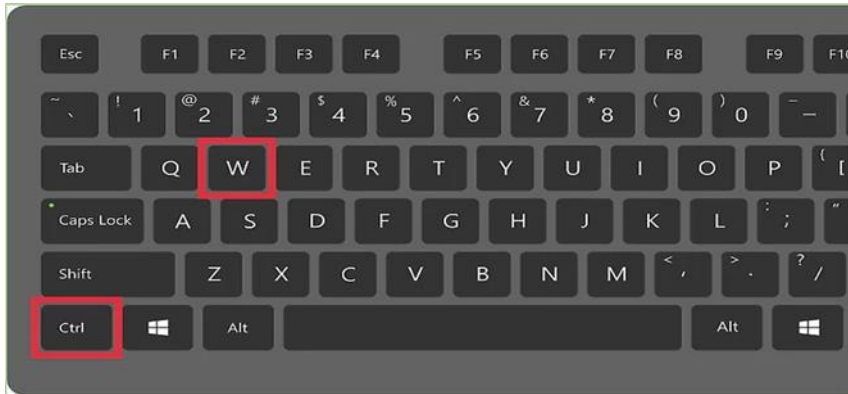 Esc F1 F2 F3 F4 F5 F6 F7 F8 F9 F10
~ ` ! 1 @ 2 # 3 $ 4 % 5 ^ 6 & 7 * 8 ( 9 ) 0 _ –
Tab Q W E R T Y U I O P { [
Caps Lock A S D F G H J K L : ; "
Shift Z X C V B N M < , > . ? /
Ctrl Alt Alt